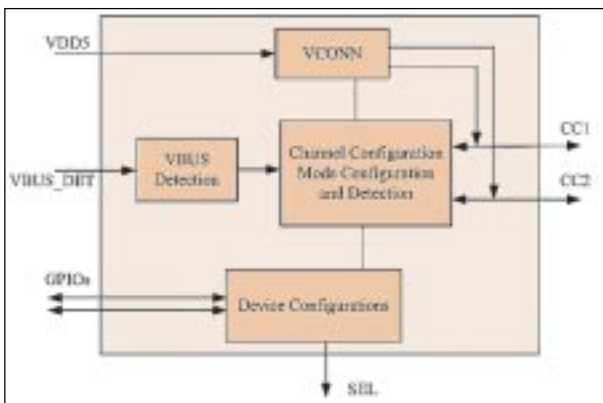 VDD5
VCONN
CC1
VBUS
Detection
Channel Configuration
Mode Configuration
and Detection
VBUS_DET
CC2
GPIOs
Device Configurations
SEL